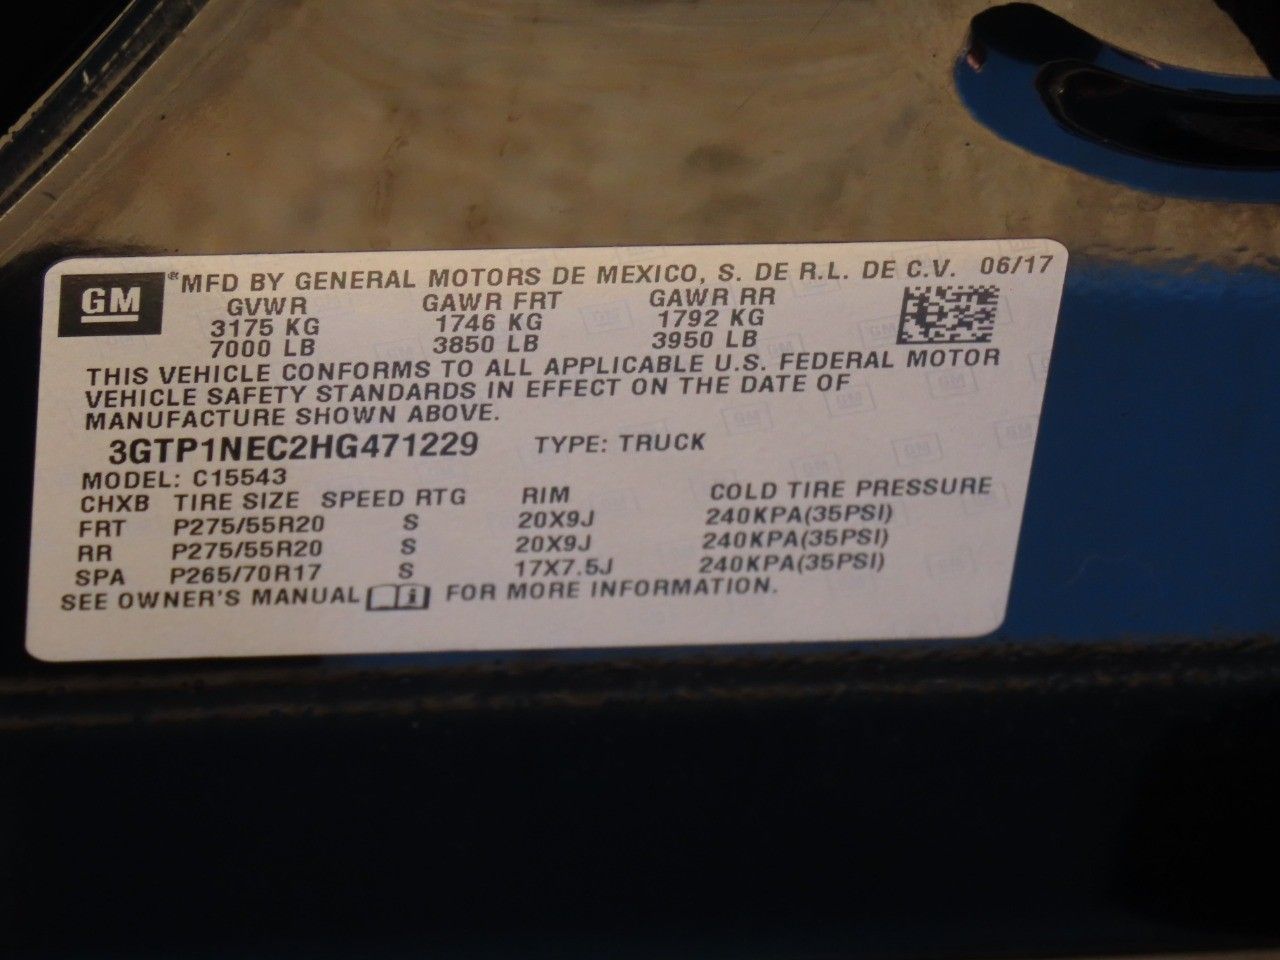 GM ® MFD BY GENERAL MOTORS DE MEXICO, S. DE R.L. DE C.V. 06/17
GVWR GAWR FRT GAWR RR
3175 KG 1746 KG 1792 KG
7000 LB 3850 LB 3950 LB
THIS VEHICLE CONFORMS TO ALL APPLICABLE U.S. FEDERAL MOTOR
VEHICLE SAFETY STANDARDS IN EFFECT ON THE DATE OF
MANUFACTURE SHOWN ABOVE.
3GTP1NEC2HG471229 TYPE: TRUCK
MODEL: C15543
CHXB TIRE SIZE SPEED RTG RIM COLD TIRE PRESSURE
FRT P275/55R20 S 20X9J 240KPA(35PSI)
RR P275/55R20 S 20X9J 240KPA(35PSI)
SPA P265/70R17 S 17X7.5J 240KPA(35PSI)
SEE OWNER'S MANUAL i FOR MORE INFORMATION.